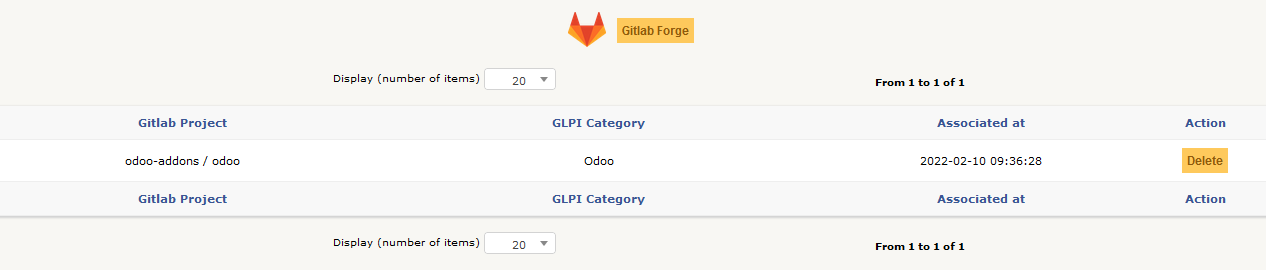 Gitlab Forge
Display (number of items) 20 From 1 to 1 of 1
Gitlab Project GLPI Category Associated at Action
odoo-addons / odoo Odoo 2022-02-10 09:36:28 Delete
Gitlab Project GLPI Category Associated at Action
Display (number of items) 20 From 1 to 1 of 1